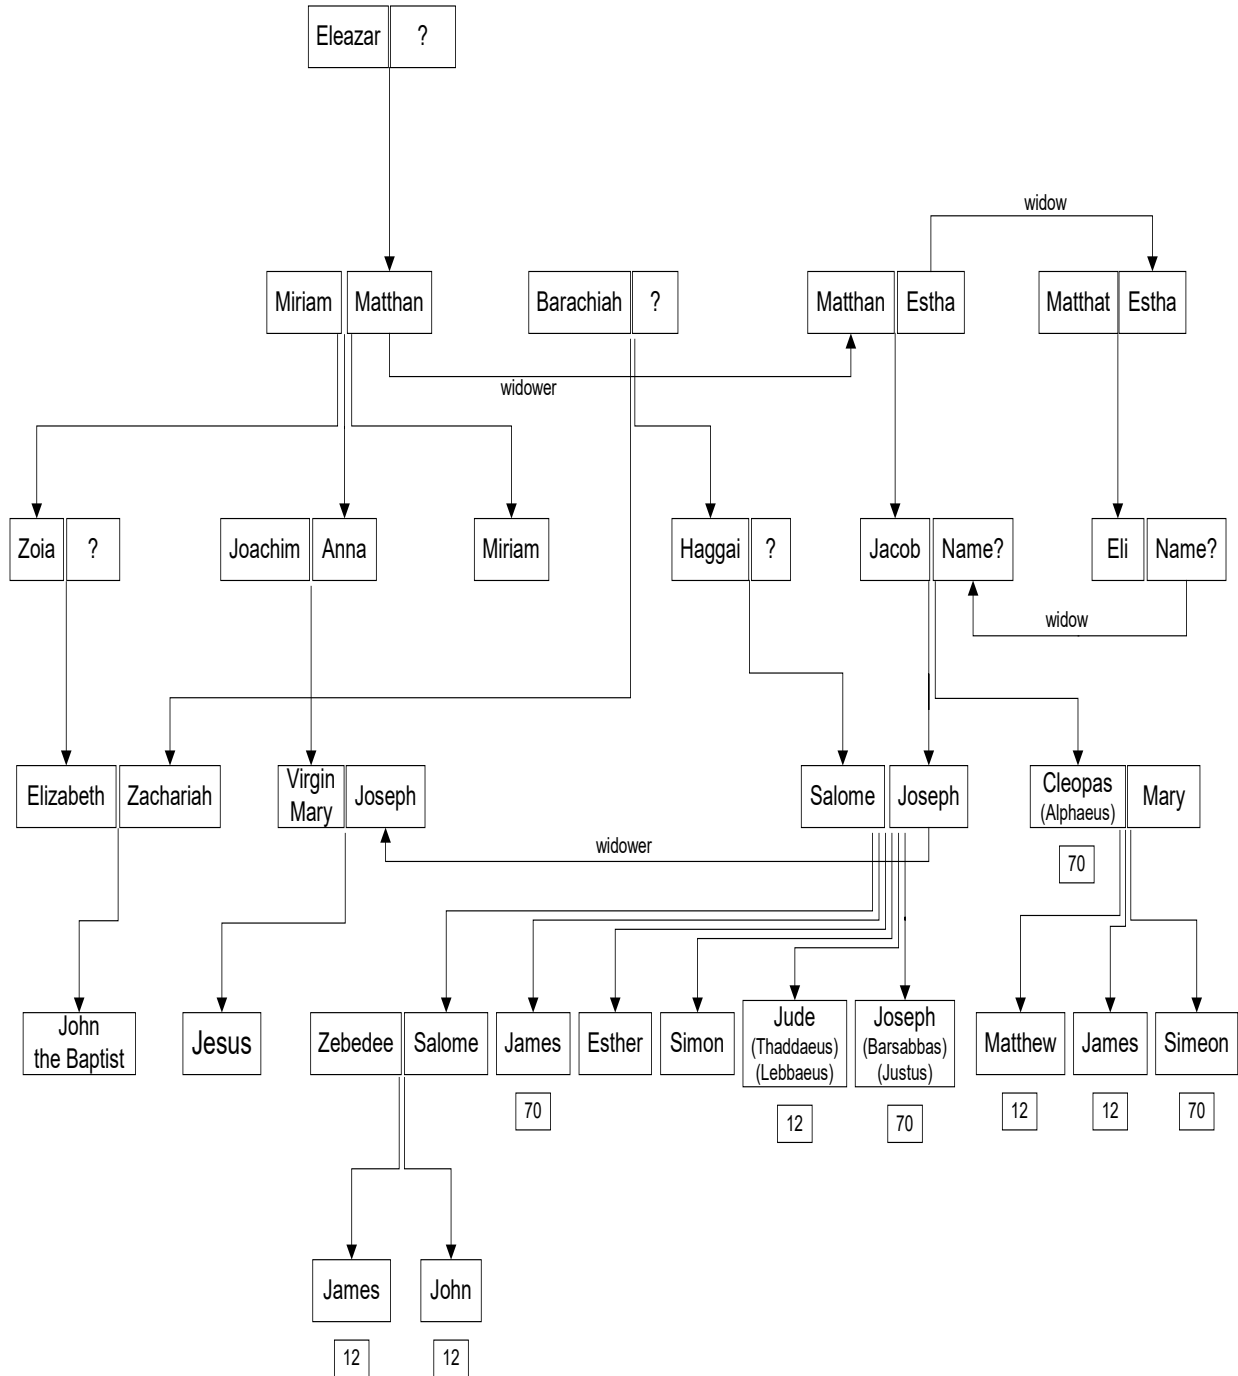 Eleazar ?
widow
Miriam Matthan Barachiah ? Matthan Estha Matthat Estha
widower
Zoia ? Joachim Anna Miriam Haggai ? Jacob Name? Eli Name?
widow
Elizabeth Zachariah Virgin Mary Joseph Salome Joseph Cleopas (Alphaeus) Mary
widower
70
John the Baptist Jesus Zebedee Salome James Esther Simon Jude (Thaddaeus) (Lebbaeus) Joseph (Barsabbas) (Justus) Matthew James Simeon
70 12 70 12 12 70
James John
12 12